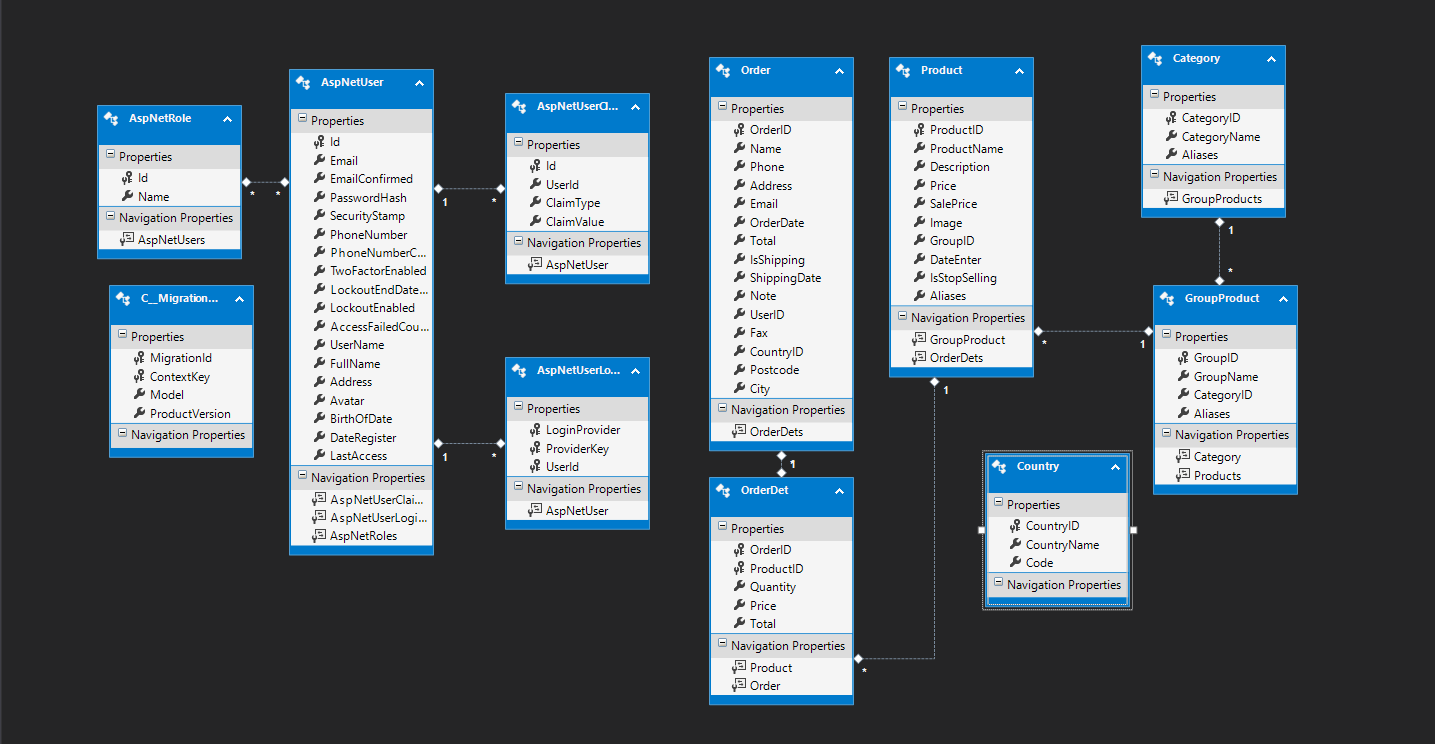 AspNetRole
Properties
Id
Name
Navigation Properties
AspNetUsers
C__Migration...
Properties
MigrationId
ContextKey
Model
ProductVersion
Navigation Properties
AspNetUser
Properties
Id
Email
EmailConfirmed
PasswordHash
SecurityStamp
PhoneNumber
PhoneNumberC...
TwoFactorEnabled
LockoutEndDate...
LockoutEnabled
AccessFailedCou...
UserName
FullName
Address
Avatar
BirthOfDate
DateRegister
LastAccess
Navigation Properties
AspNetUserClai...
AspNetUserLogi...
AspNetRoles
AspNetUserCl...
Properties
Id
UserId
ClaimType
ClaimValue
Navigation Properties
AspNetUser
AspNetUserLo...
Properties
LoginProvider
ProviderKey
UserId
Navigation Properties
AspNetUser
Order
Properties
OrderID
Name
Phone
Address
Email
OrderDate
Total
IsShipping
ShippingDate
Note
UserID
Fax
CountryID
Postcode
City
Navigation Properties
OrderDets
OrderDet
Properties
OrderID
ProductID
Quantity
Price
Total
Navigation Properties
Product
Order
Product
Properties
ProductID
ProductName
Description
Price
SalePrice
Image
GroupID
DateEnter
IsStopSelling
Aliases
Navigation Properties
GroupProduct
OrderDets
Category
Properties
CategoryID
CategoryName
Aliases
Navigation Properties
GroupProducts
GroupProduct
Properties
GroupID
GroupName
CategoryID
Aliases
Navigation Properties
Category
Products
Country
Properties
CountryID
CountryName
Code
Navigation Properties
*
*
1
*
1
*
1
1
*
*
1
1
*